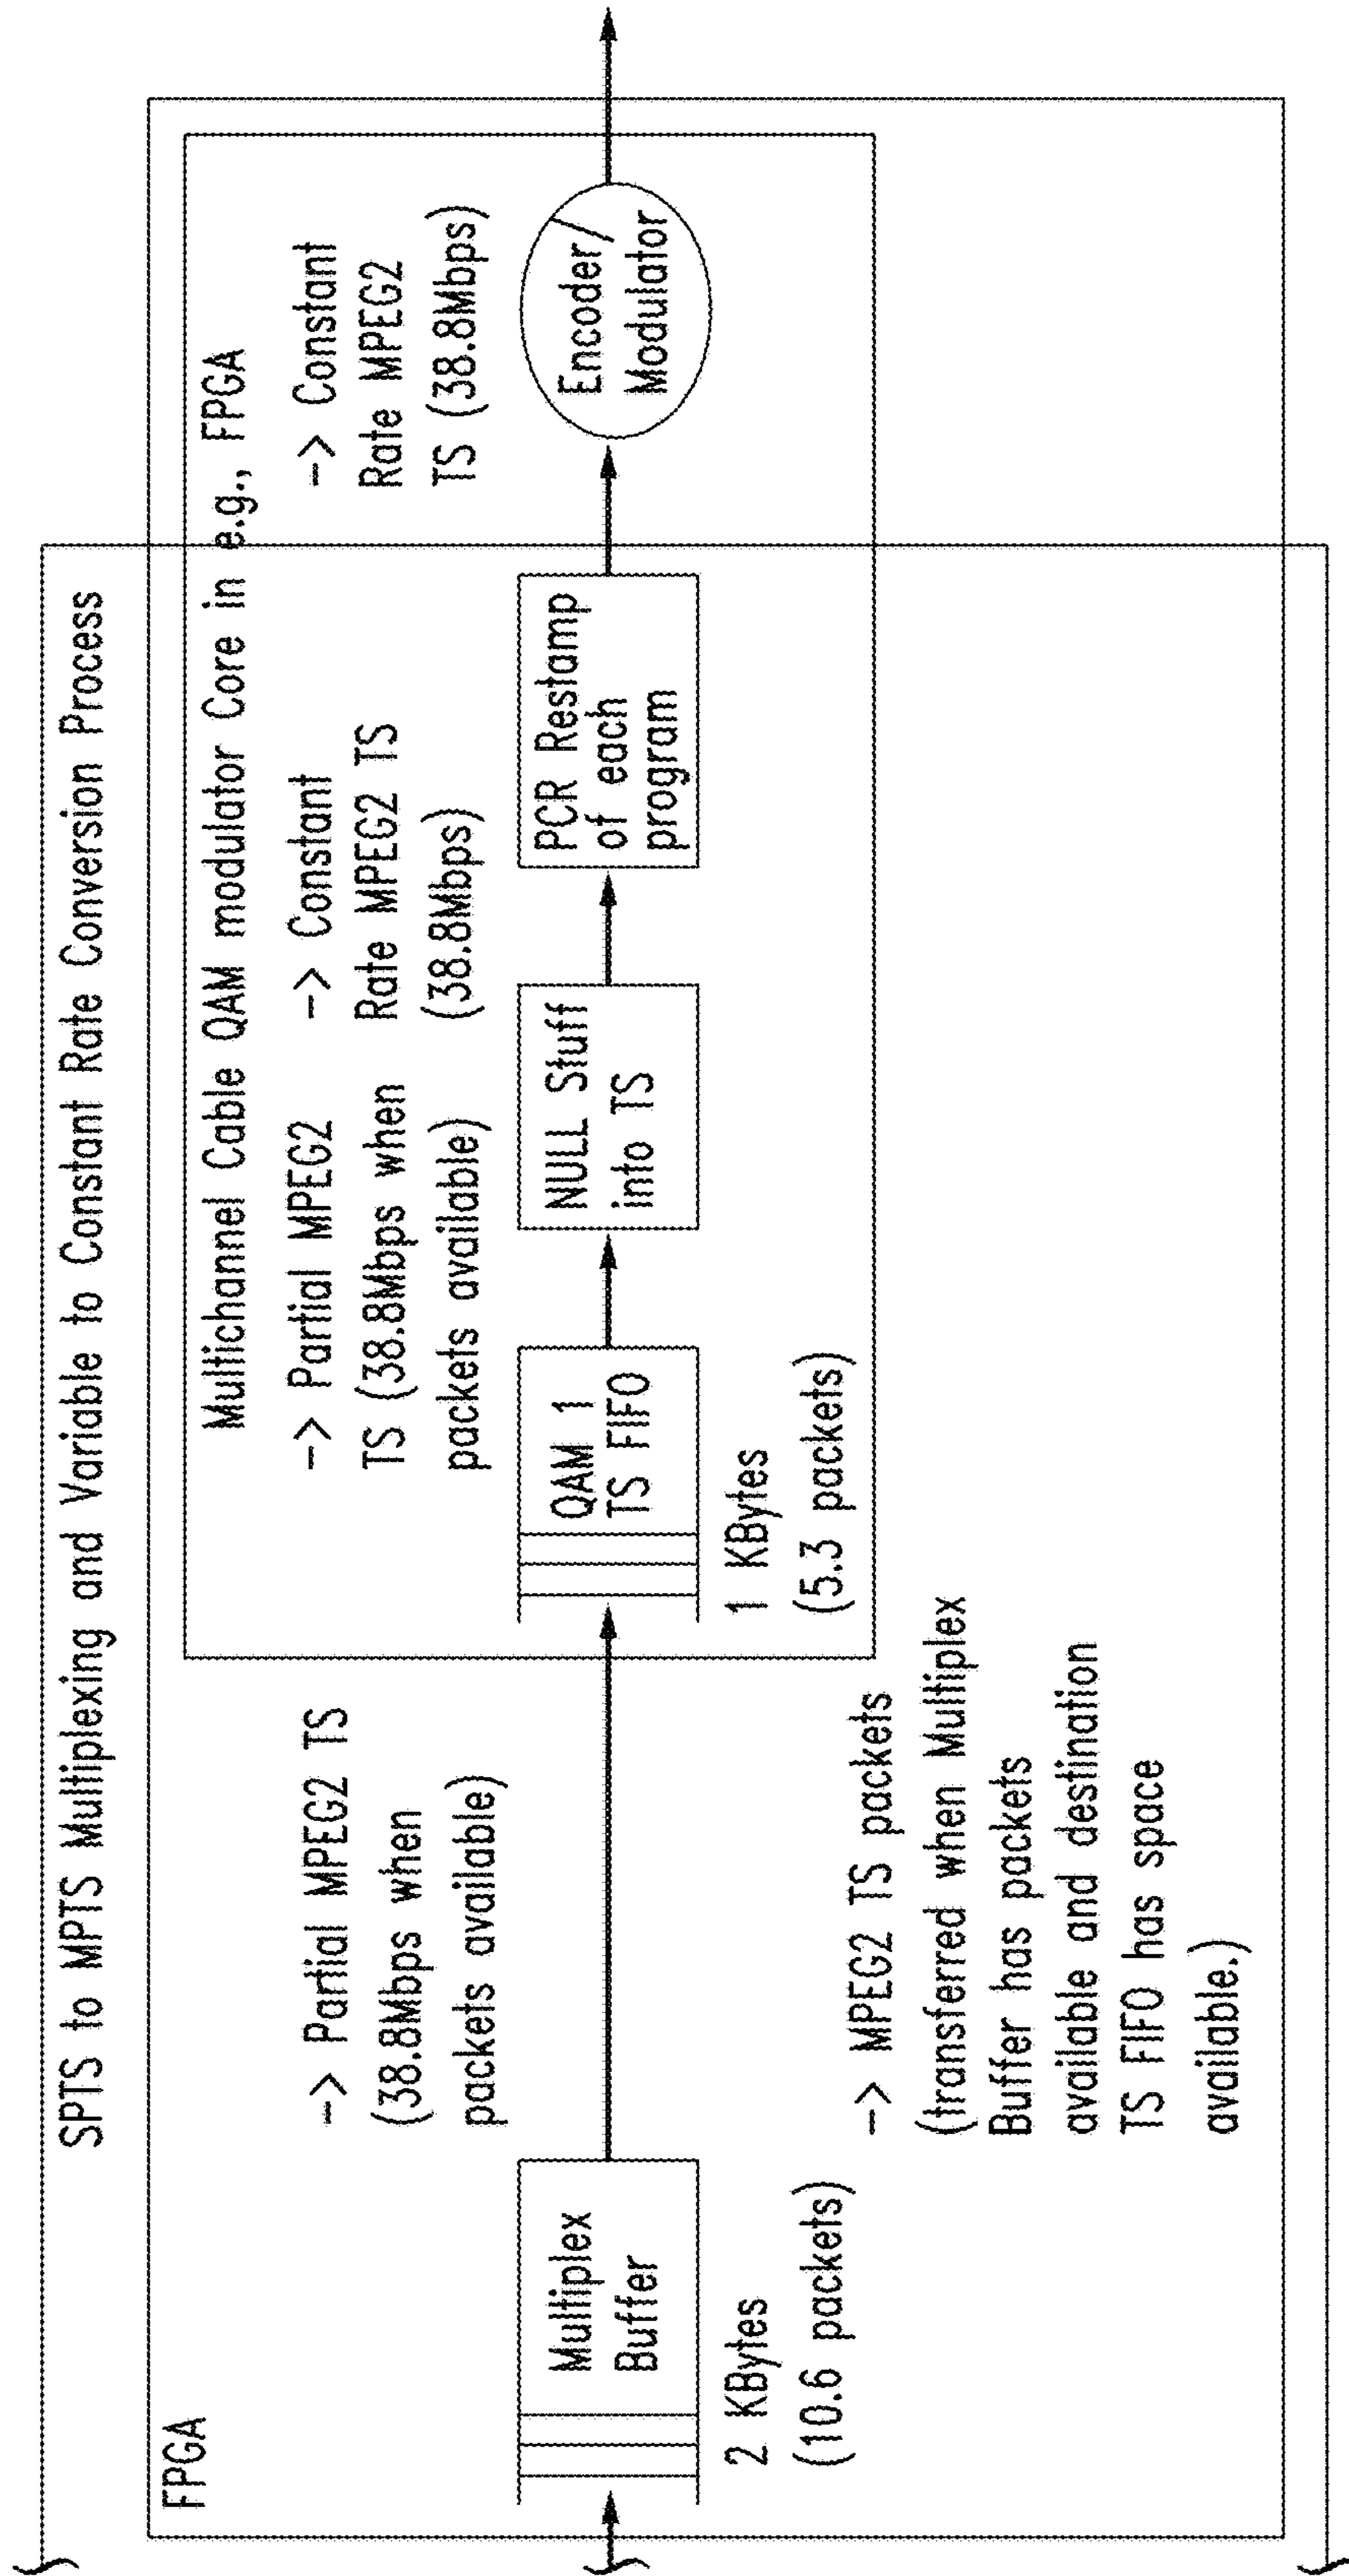 SPTS to MPTS Multiplexing and Variable to Constant Rate Conversion Process
FPGA
Multichannel Cable QAM modulator Core in e.g., FPGA
-> Partial MPEG2 TS
(38.8Mbps when
packets available)
-> Partial MPEG2
TS (38.8Mbps when
packets available)
-> Constant
Rate MPEG2 TS
(38.8Mbps)
-> Constant
Rate MPEG2
TS (38.8Mbps)
Multiplex
Buffer
QAM 1
TS FIFO
NULL Stuff
into TS
PCR Restamp
of each
program
Encoder/
Modulator
2 KBytes
(10.6 packets)
1 KBytes
(5.3 packets)
-> MPEG2 TS packets
(transferred when Multiplex
Buffer has packets
available and destination
TS FIFO has space
available.)